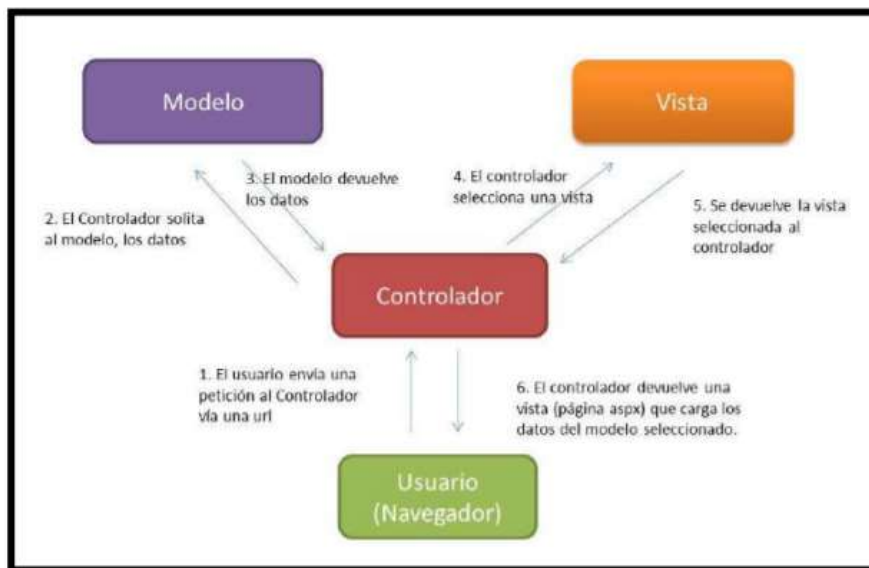 Modelo
Vista
3. El modelo devuelve
los datos
4. El controlador
selecciona una vista
2. El Controlador solita
al modelo, los datos
5. Se devuelve la vista
seleccionada al
controlador
Controlador
1. El usuario envía una
petición al Controlador
vía una url
6. El controlador devuelve una
vista (página aspx) que carga los
datos del modelo seleccionado.
Usuario
(Navegador)